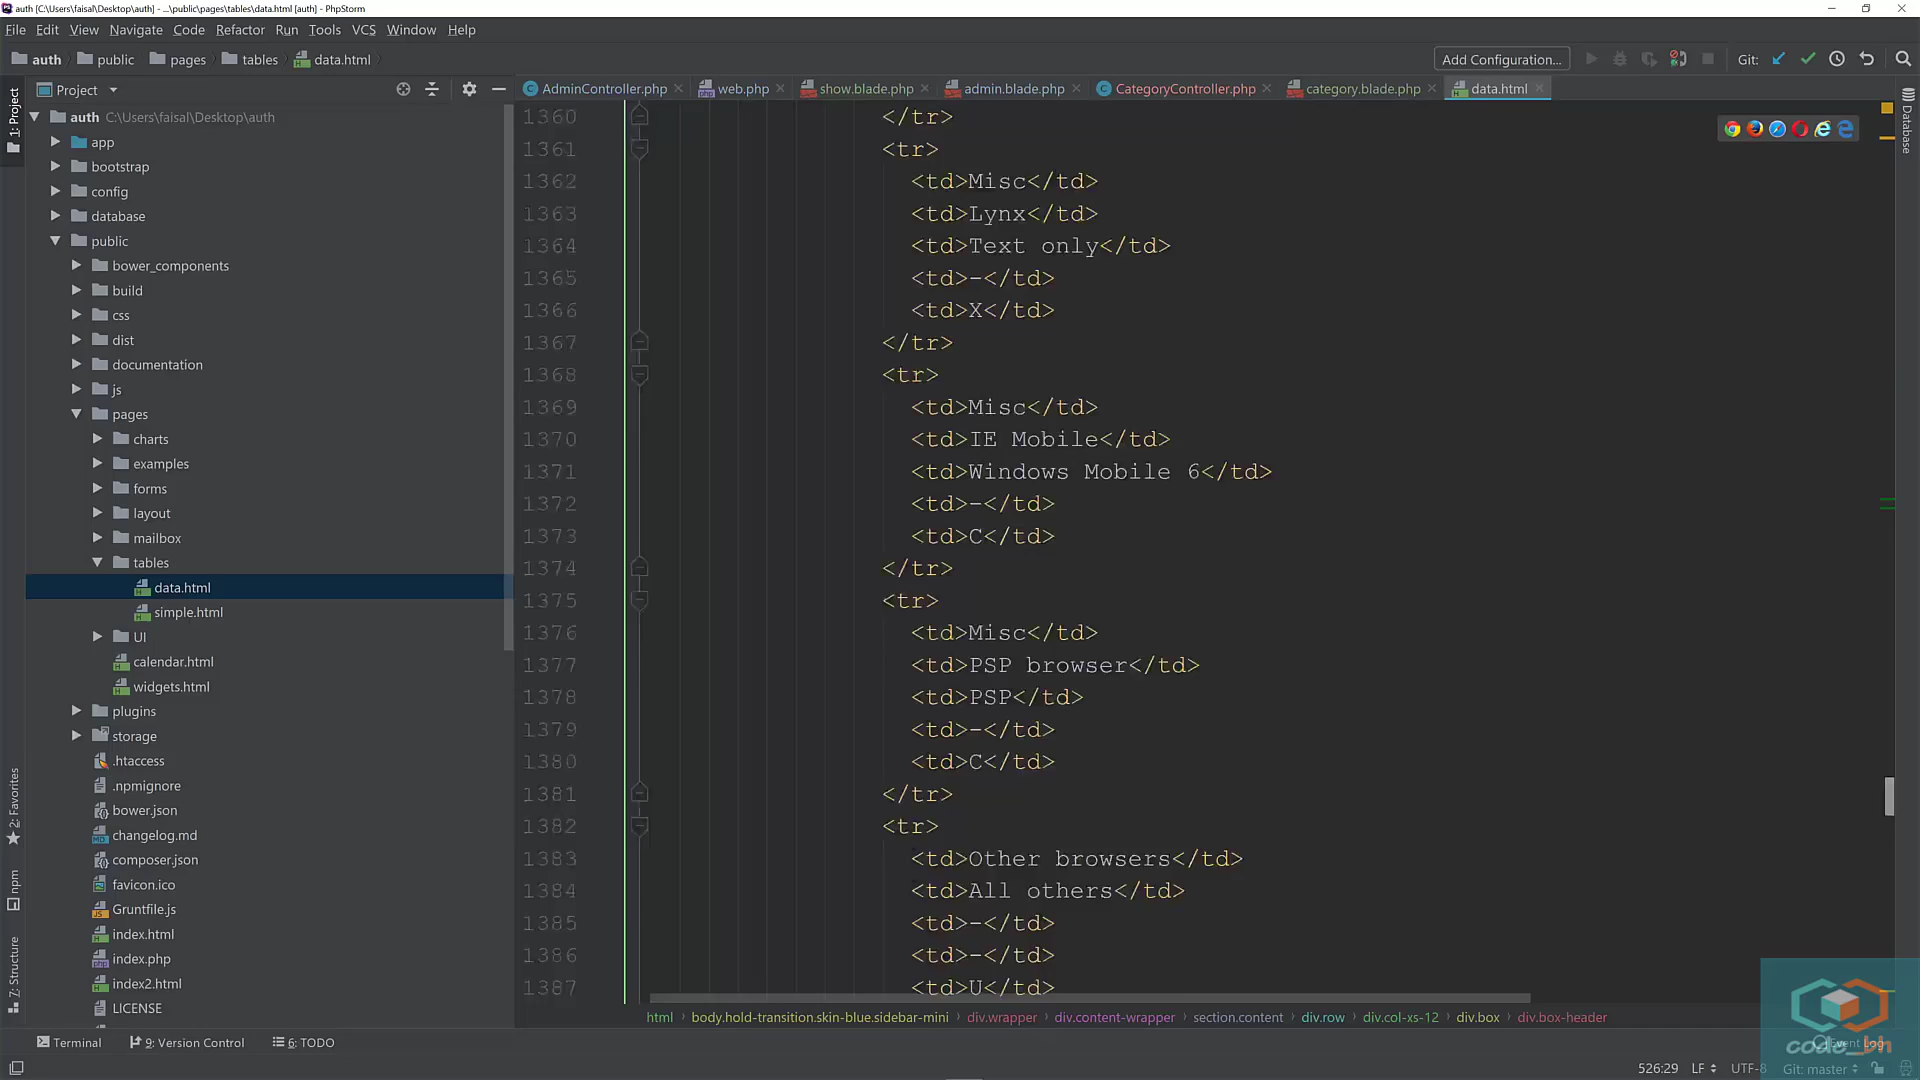 auth [C:\Users\faisal\Desktop\auth] - ...\public\pages\tables\data.html [auth] - PhpStorm
File Edit View Navigate Code Refactor Run Tools VCS Window Help
auth public pages tables data.html Add Configuration... Git:
Project AdminController.php web.php show.blade.php admin.blade.php CategoryController.php category.blade.php data.html
1: Project
Database
auth C:\Users\faisal\Desktop\auth
app
bootstrap
config
database
public
bower_components
build
css
dist
documentation
js
pages
charts
examples
forms
layout
mailbox
tables
data.html
simple.html
UI
calendar.html
widgets.html
plugins
storage
.htaccess
.npmignore
bower.json
changelog.md
composer.json
favicon.ico
Gruntfile.js
index.html
index.php
index2.html
LICENSE
2: Favorites
npm
7: Structure
1360 </tr>
1361 <tr>
1362 <td>Misc</td>
1363 <td>Lynx</td>
1364 <td>Text only</td>
1365 <td>-</td>
1366 <td>X</td>
1367 </tr>
1368 <tr>
1369 <td>Misc</td>
1370 <td>IE Mobile</td>
1371 <td>Windows Mobile 6</td>
1372 <td>-</td>
1373 <td>C</td>
1374 </tr>
1375 <tr>
1376 <td>Misc</td>
1377 <td>PSP browser</td>
1378 <td>PSP</td>
1379 <td>-</td>
1380 <td>C</td>
1381 </tr>
1382 <tr>
1383 <td>Other browsers</td>
1384 <td>All others</td>
1385 <td>-</td>
1386 <td>-</td>
1387 <td>U</td>
html body.hold-transition.skin-blue.sidebar-mini div.wrapper div.content-wrapper section.content div.row div.col-xs-12 div.box div.box-header
Terminal 9: Version Control 6: TODO Event Log
code_bh
526:29 LF UTF-8 Git: master